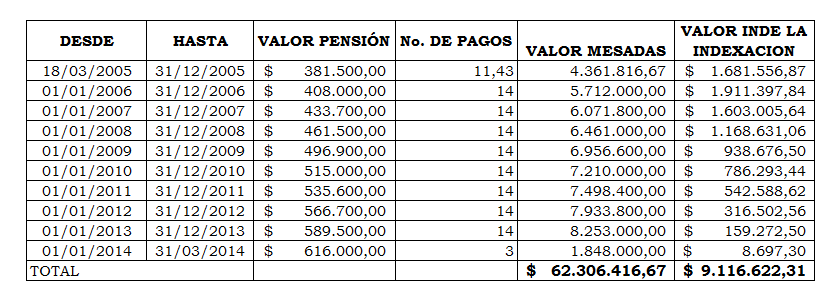 DESDE HASTA VALOR PENSIÓN No. DE PAGOS VALOR MESADAS VALOR INDE LA INDEXACION
18/03/2005 31/12/2005 $ 381.500,00 11,43 4.361.816,67 $ 1.681.556,87
01/01/2006 31/12/2006 $ 408.000,00 14 5.712.000,00 $ 1.911.397,84
01/01/2007 31/12/2007 $ 433.700,00 14 6.071.800,00 $ 1.603.005,64
01/01/2008 31/12/2008 $ 461.500,00 14 6.461.000,00 $ 1.168.631,06
01/01/2009 31/12/2009 $ 496.900,00 14 6.956.600,00 $ 938.676,50
01/01/2010 31/12/2010 $ 515.000,00 14 7.210.000,00 $ 786.293,44
01/01/2011 31/12/2011 $ 535.600,00 14 7.498.400,00 $ 542.588,62
01/01/2012 31/12/2012 $ 566.700,00 14 7.933.800,00 $ 316.502,56
01/01/2013 31/12/2013 $ 589.500,00 14 8.253.000,00 $ 159.272,50
01/01/2014 31/03/2014 $ 616.000,00 3 1.848.000,00 $ 8.697,30
TOTAL $ 62.306.416,67 $ 9.116.622,31